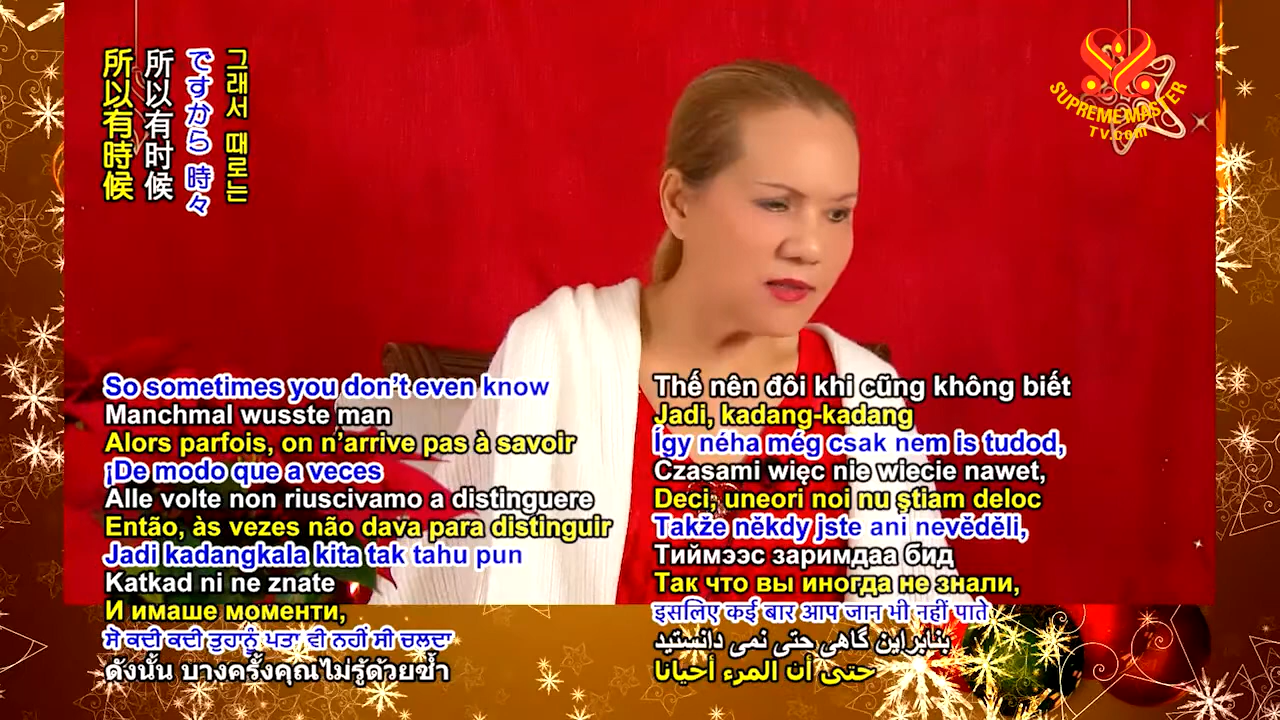 所以有時候
所以有时候
ですから 時々
그래서 때로는
SUPREME MASTER
TV.com
So sometimes you don't even know
Manchmal wusste man
Alors parfois, on n'arrive pas à savoir
¡De modo que a veces
Alle volte non riuscivamo a distinguere
Então, às vezes não dava para distinguir
Jadi kadangkala kita tak tahu pun
Katkad ni ne znate
И имаше моменти,
ਸੋ ਕਦੀ ਕਦੀ ਤੁਹਾਨੂੰ ਪਤਾ ਵੀ ਨਹੀਂ ਸੀ ਚਲਦਾ
ดังนั้น บางครั้งคุณไม่รู้ด้วยซ้ำ
Thế nên đôi khi cũng không biết
Jadi, kadang-kadang
Így néha még csak nem is tudod,
Czasami więc nie wiecie nawet,
Deci, uneori noi nu ştiam deloc
Takže někdy jste ani nevěděli,
Тиймээс заримдаа бид
Так что вы иногда не знали,
इसलिए कई बार आप जान भी नहीं पाते
بنابراین گاهی حتی نمی دانستید
حتى أن المرء أحيانا